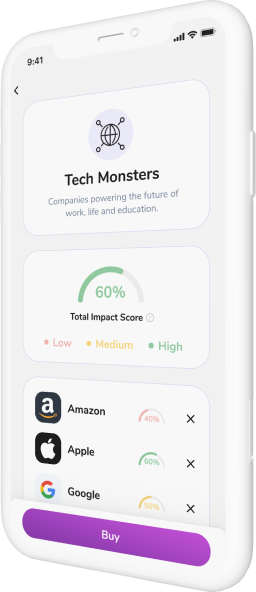 9:41
Tech Monsters
Companies powering the future of
work, life and education.
60%
Total Impact Score
Low Medium High
Amazon 40%
Apple 60%
Google 50%
Buy